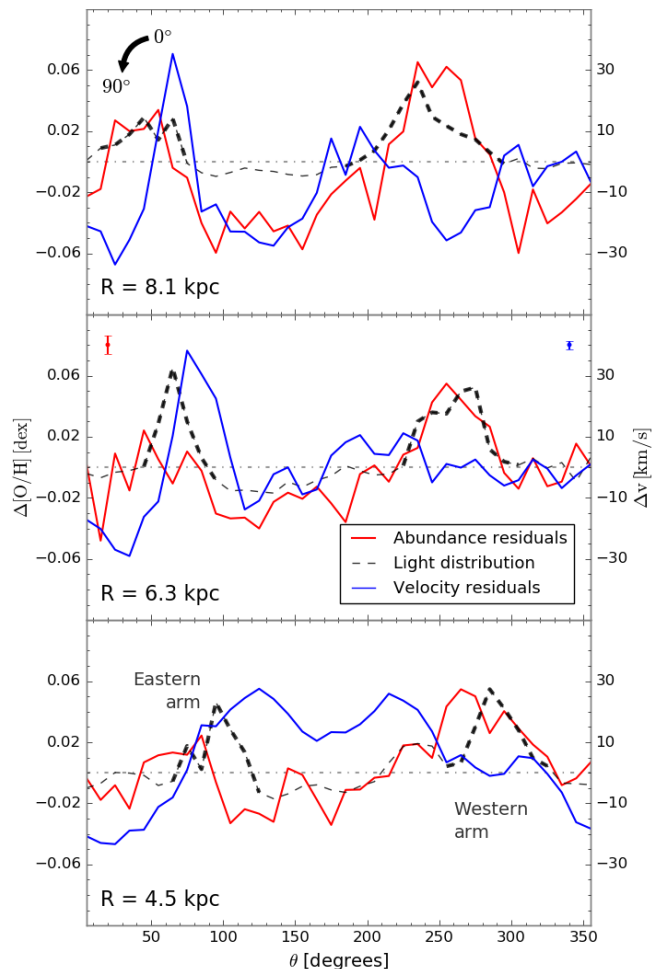 0°
90°
0.06
0.02
−0.02
−0.06
30
10
−10
−30
R = 8.1 kpc
0.06
0.02
−0.02
−0.06
30
10
−10
−30
Δ[O/H] [dex]
Δv [km/s]
Abundance residuals
Light distribution
Velocity residuals
R = 6.3 kpc
0.06
0.02
−0.02
−0.06
30
10
−10
−30
Eastern
arm
Western
arm
R = 4.5 kpc
50 100 150 200 250 300 350
θ [degrees]